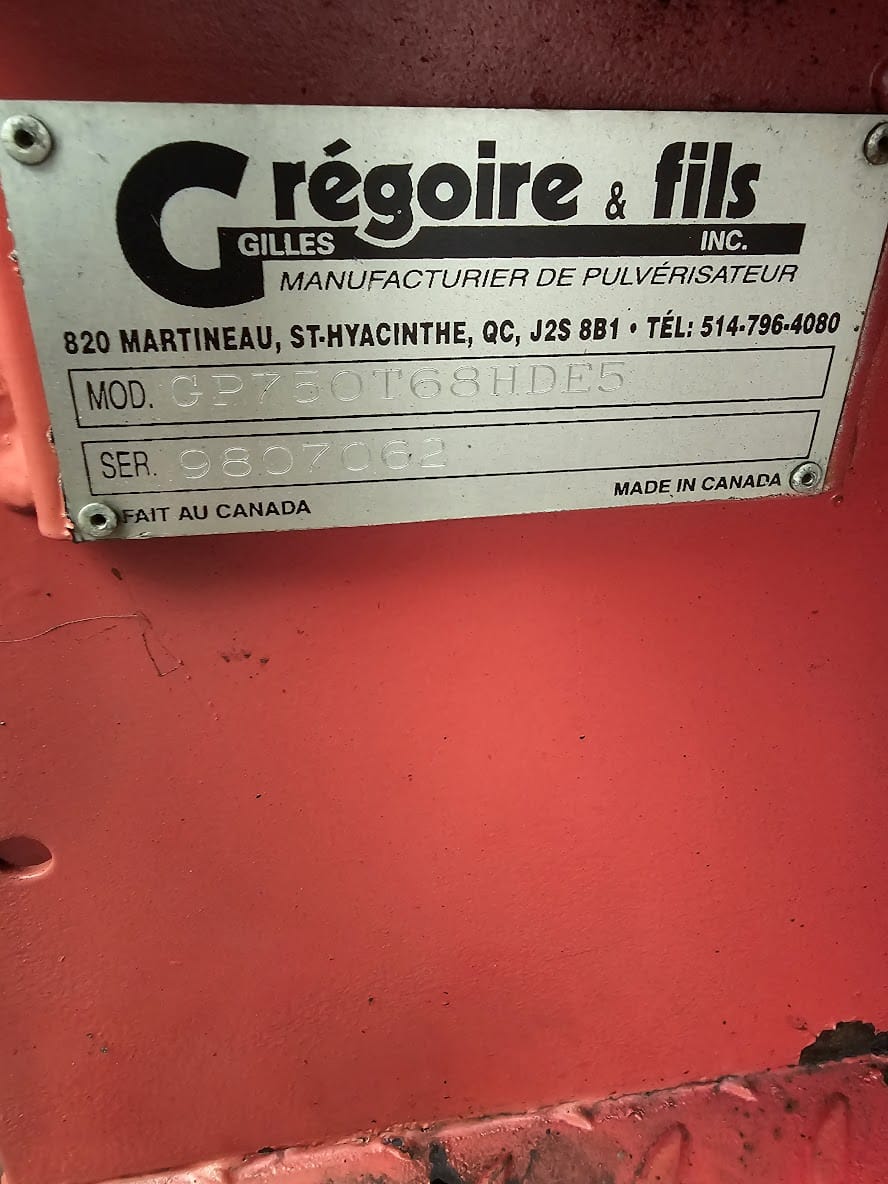 Grégoire & fils
GILLES INC.
MANUFACTURIER DE PULVÉRISATEUR
820 MARTINEAU, ST-HYACINTHE, QC, J2S 8B1 • TÉL: 514-796-4080
MOD. GP750T68HDE5
SER. 9807062
FAIT AU CANADA MADE IN CANADA